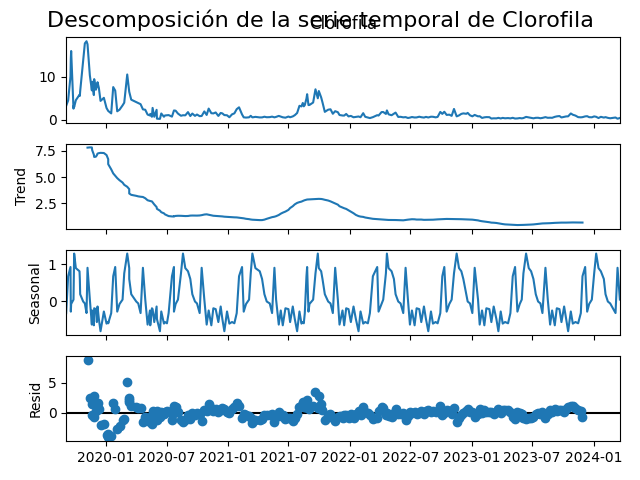 Descomposición de la serie temporal de Clorofila
Clorofila
10
0
Trend
7.5
5.0
2.5
Seasonal
1
0
Resid
5
0
2020-01 2020-07 2021-01 2021-07 2022-01 2022-07 2023-01 2023-07 2024-01